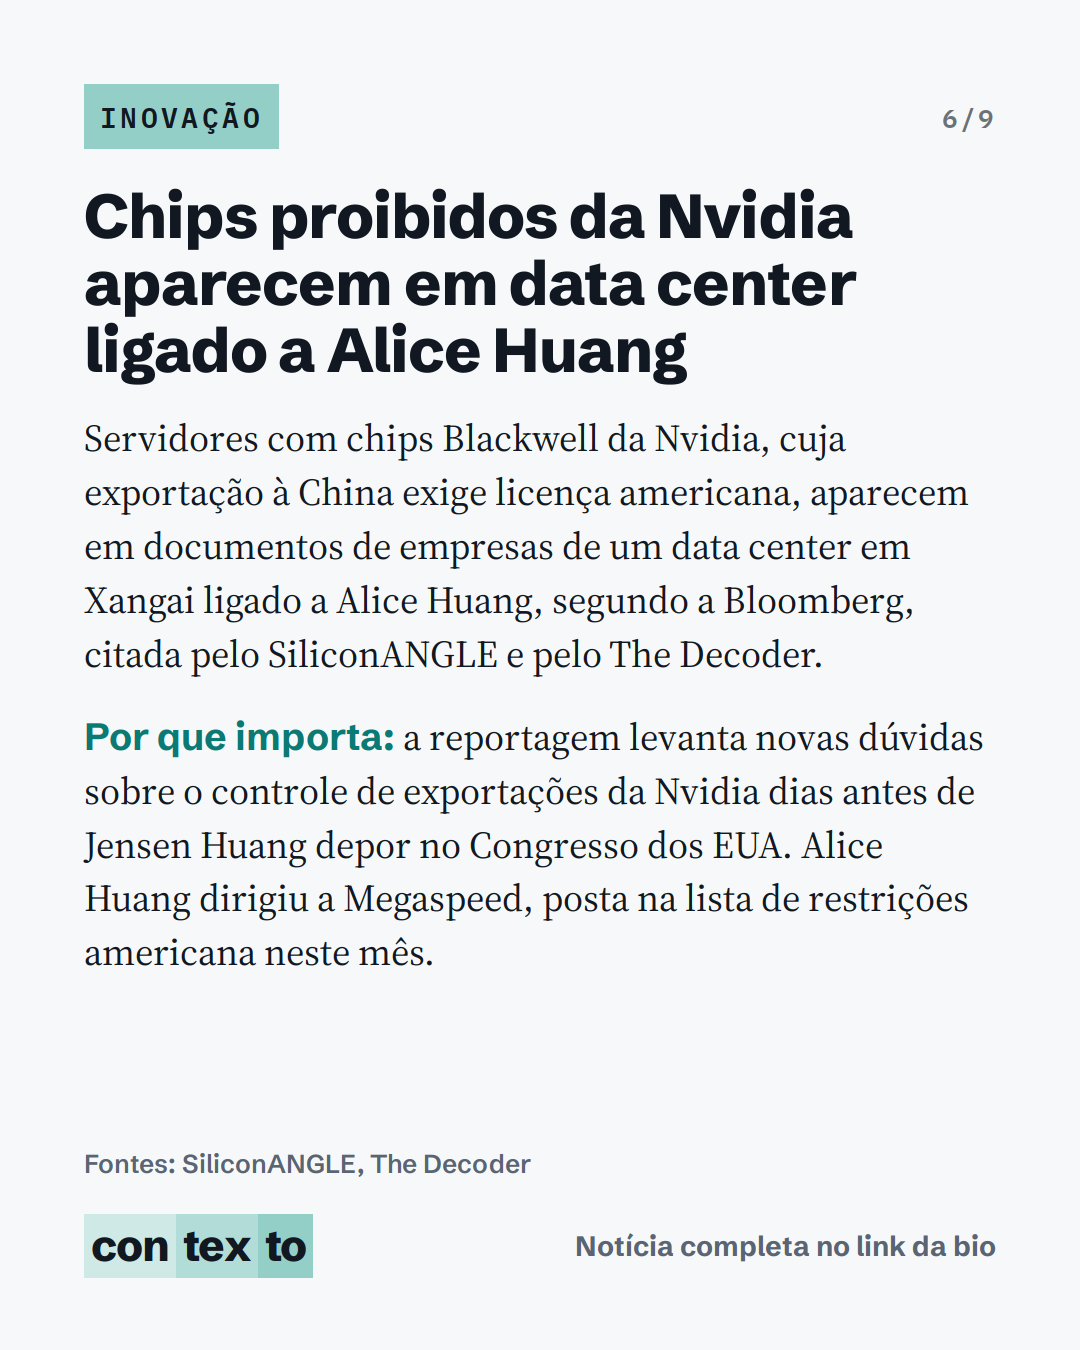 INOVAÇÃO
6/9
Chips proibidos da Nvidia
aparecem em data center
ligado a Alice Huang
Servidores com chips Blackwell da Nvidia, cuja
exportação à China exige licença americana, aparecem
em documentos de empresas de um data center em
Xangai ligado a Alice Huang, segundo a Bloomberg,
citada pelo SiliconANGLE e pelo The Decoder.
Por que importa: a reportagem levanta novas dúvidas
sobre o controle de exportações da Nvidia dias antes de
Jensen Huang depor no Congresso dos EUA. Alice
Huang dirigiu a Megaspeed, posta na lista de restrições
americana neste mês.
Fontes: SiliconANGLE, The Decoder
contexto
Notícia completa no link da bio